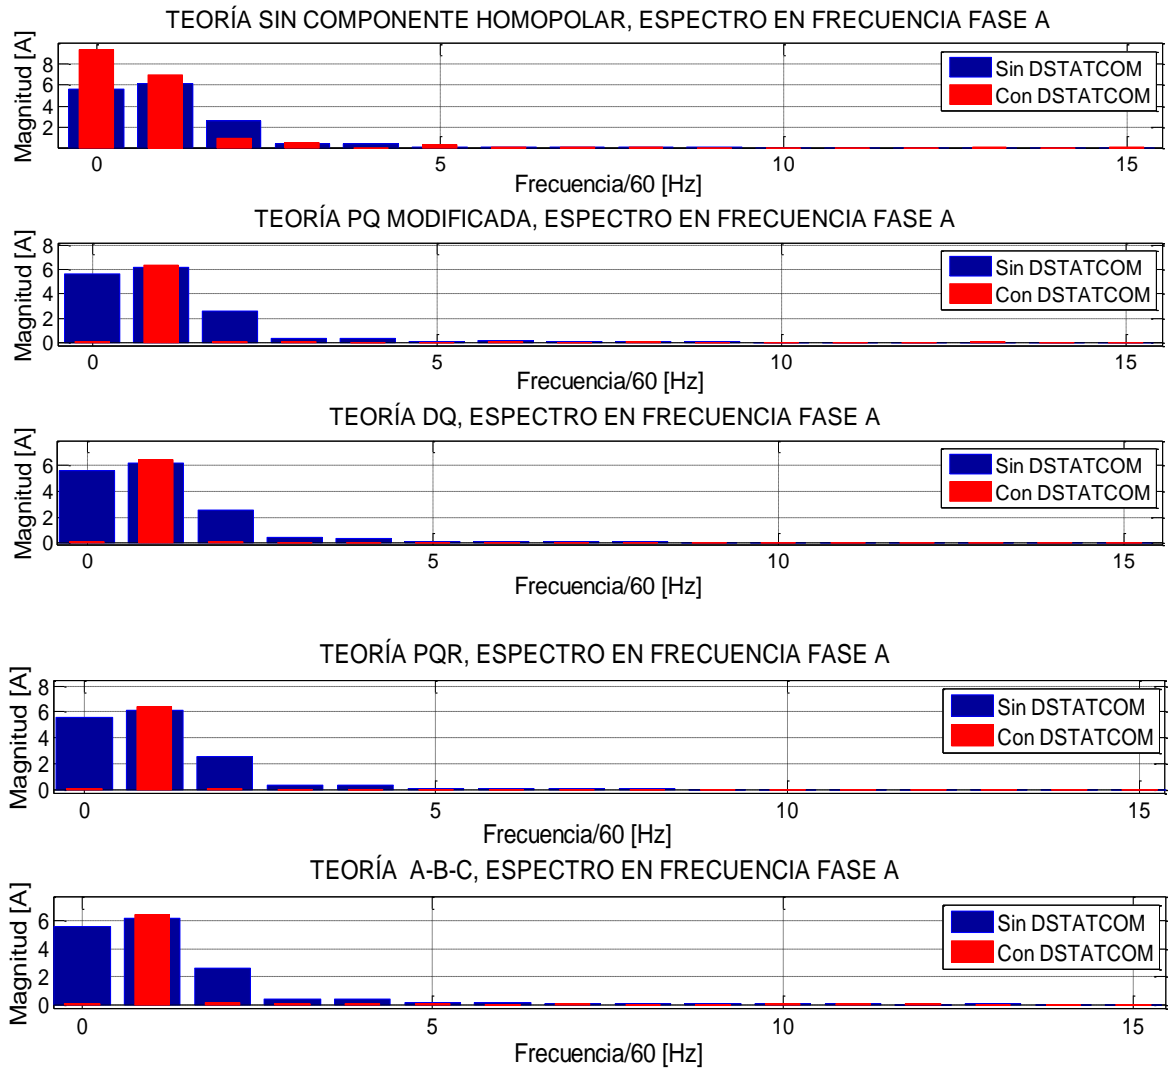 TEORÍA SIN COMPONENTE HOMOPOLAR, ESPECTRO EN FRECUENCIA FASE A
Magnitud [A]
8
6
4
2
Sin DSTATCOM
Con DSTATCOM
0 5 10 15
Frecuencia/60 [Hz]
TEORÍA PQ MODIFICADA, ESPECTRO EN FRECUENCIA FASE A
Magnitud [A]
8
6
4
2
0
Sin DSTATCOM
Con DSTATCOM
0 5 10 15
Frecuencia/60 [Hz]
TEORÍA DQ, ESPECTRO EN FRECUENCIA FASE A
Magnitud [A]
6
4
2
0
Sin DSTATCOM
Con DSTATCOM
0 5 10 15
Frecuencia/60 [Hz]
TEORÍA PQR, ESPECTRO EN FRECUENCIA FASE A
Magnitud [A]
8
6
4
2
0
Sin DSTATCOM
Con DSTATCOM
0 5 10 15
Frecuencia/60 [Hz]
TEORÍA A-B-C, ESPECTRO EN FRECUENCIA FASE A
Magnitud [A]
6
4
2
0
Sin DSTATCOM
Con DSTATCOM
0 5 10 15
Frecuencia/60 [Hz]